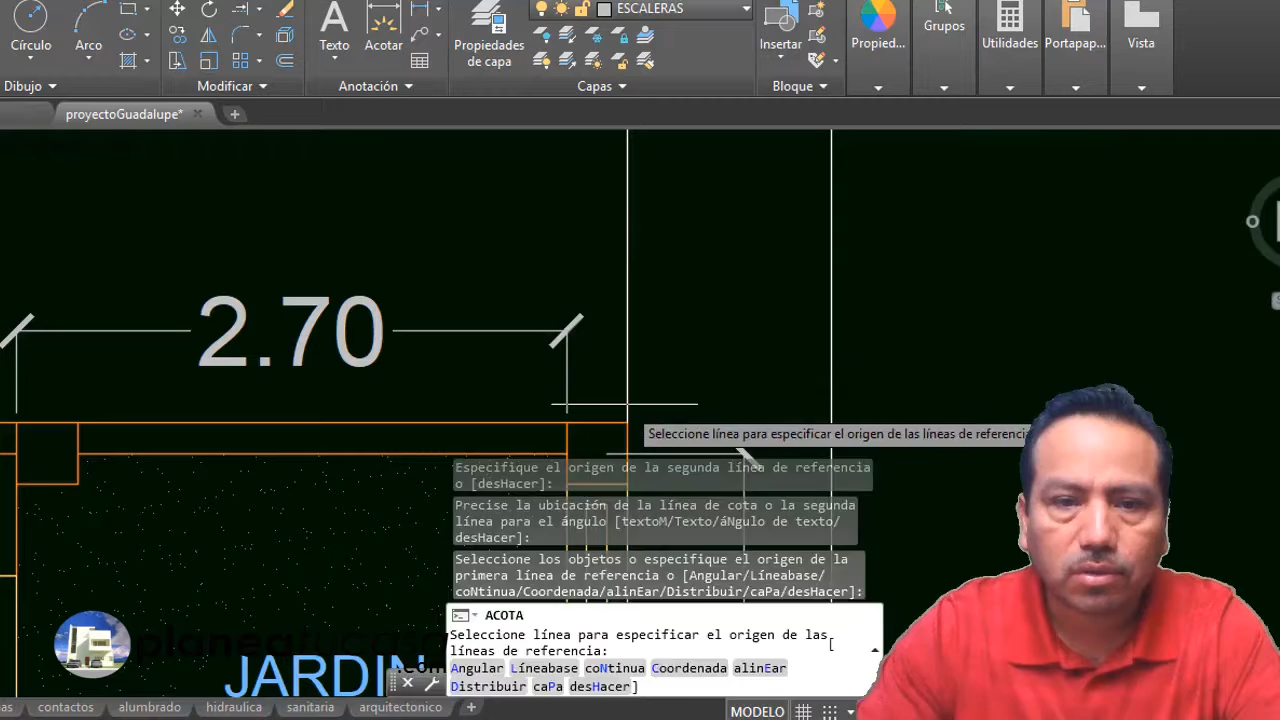 ESCALERAS
Círculo
Arco
Texto
Acotar
Propiedades
de capa
Insertar
Propied...
Grupos
Utilidades
Portapap...
Vista
Dibujo
Modificar
Anotación
Capas
Bloque
proyectoGuadalupe*
2.70
O
Seleccione línea para especificar el origen de las líneas de referenci
Especifique el origen de la segunda línea de referencia
o [desHacer]:
Precise la ubicación de la línea de cota o la segunda
línea para el ángulo [textoM/Texto/áNgulo de texto/
desHacer]:
Seleccione los objetos o especifique el origen de la
primera línea de referencia o [Angular/Líneabase/
coNtinua/Coordenada/alinEar/Distribuir/caPa/desHacer]:
ACOTA
Seleccione línea para especificar el origen de las
líneas de referencia:
Angular Líneabase coNtinua Coordenada alinEar
Distribuir caPa desHacer]
planeatucasa
.com
JARDIN
as
contactos
alumbrado
hidraulica
sanitaria
arquitectonico
MODELO